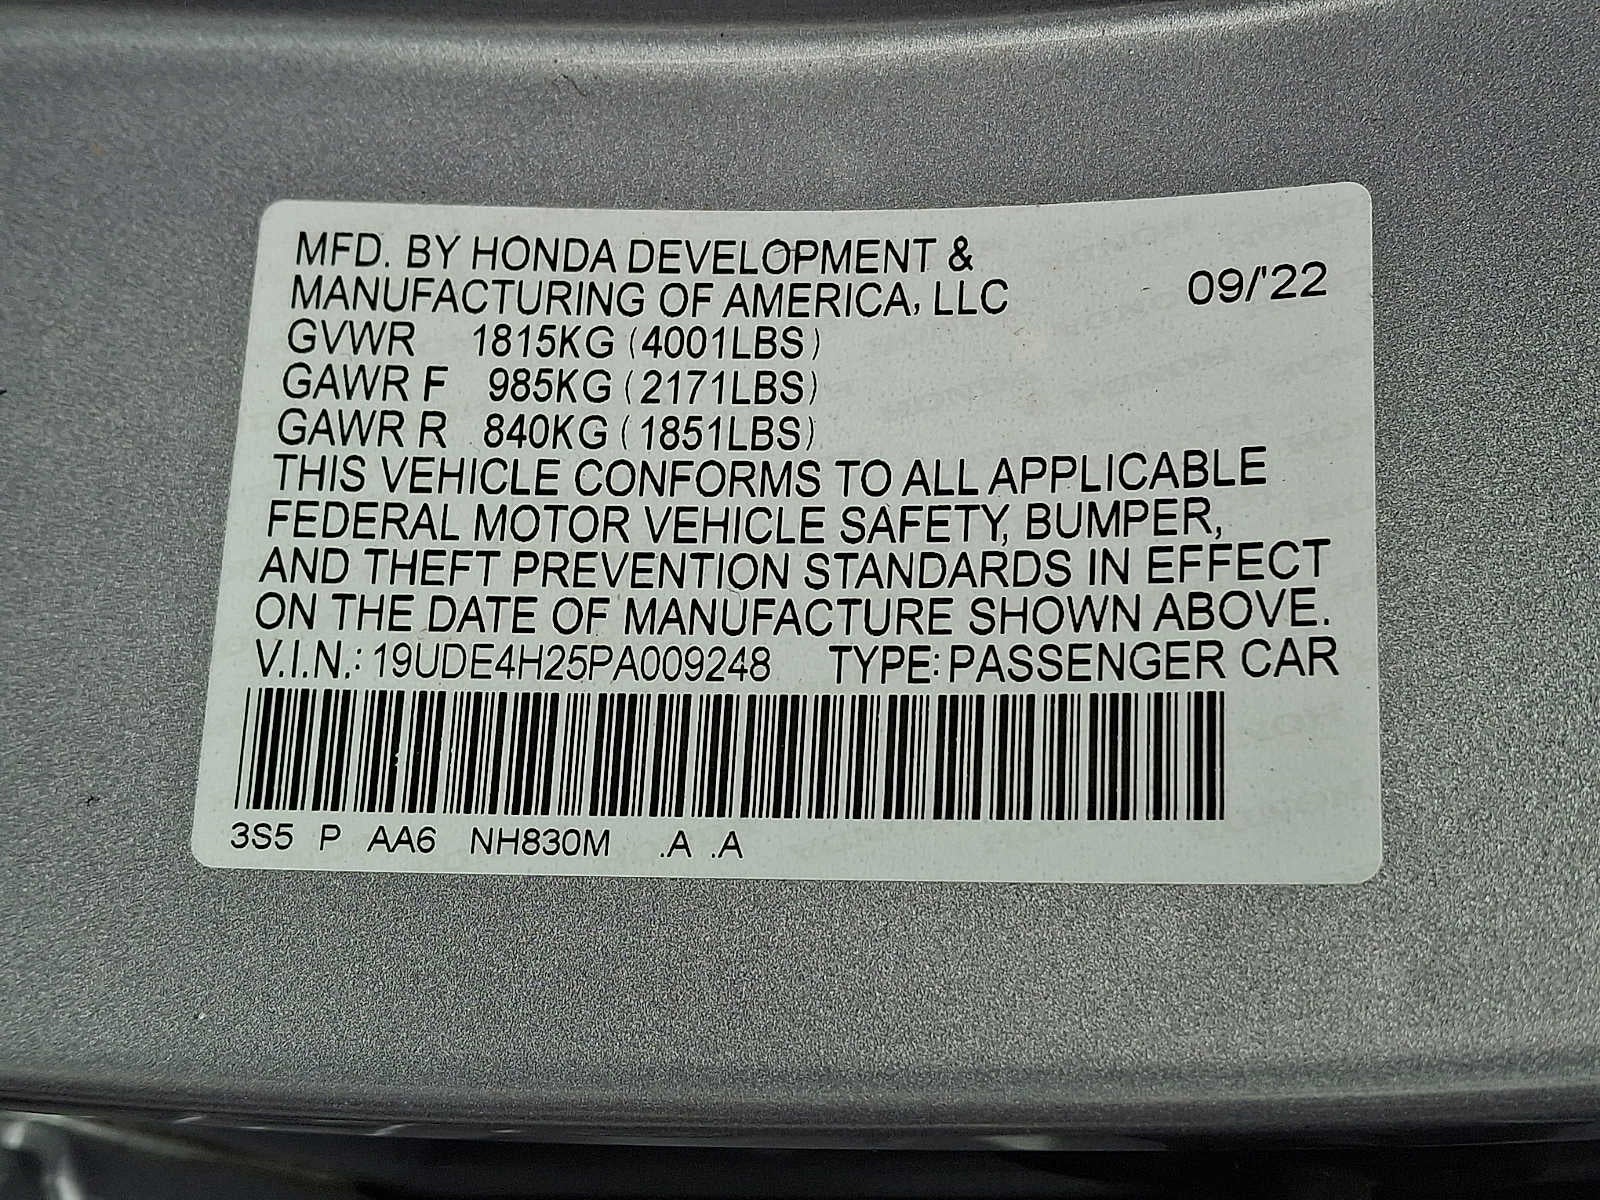 MFD. BY HONDA DEVELOPMENT &
MANUFACTURING OF AMERICA, LLC 09/'22
GVWR 1815KG (4001LBS)
GAWR F 985KG (2171LBS)
GAWR R 840KG (1851LBS)
THIS VEHICLE CONFORMS TO ALL APPLICABLE
FEDERAL MOTOR VEHICLE SAFETY, BUMPER,
AND THEFT PREVENTION STANDARDS IN EFFECT
ON THE DATE OF MANUFACTURE SHOWN ABOVE.
V.I.N.: 19UDE4H25PA009248 TYPE: PASSENGER CAR
3S5 P AA6 NH830M .A .A